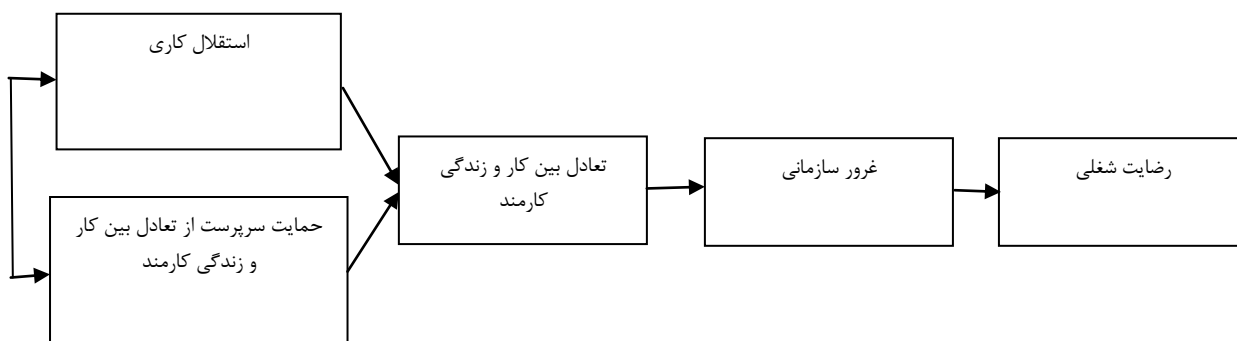 استقلال کاری
حمایت سرپرست از تعادل بین کار
و زندگی کارمند
تعادل بین کار و زندگی
کارمند
غرور سازمانی
رضایت شغلی